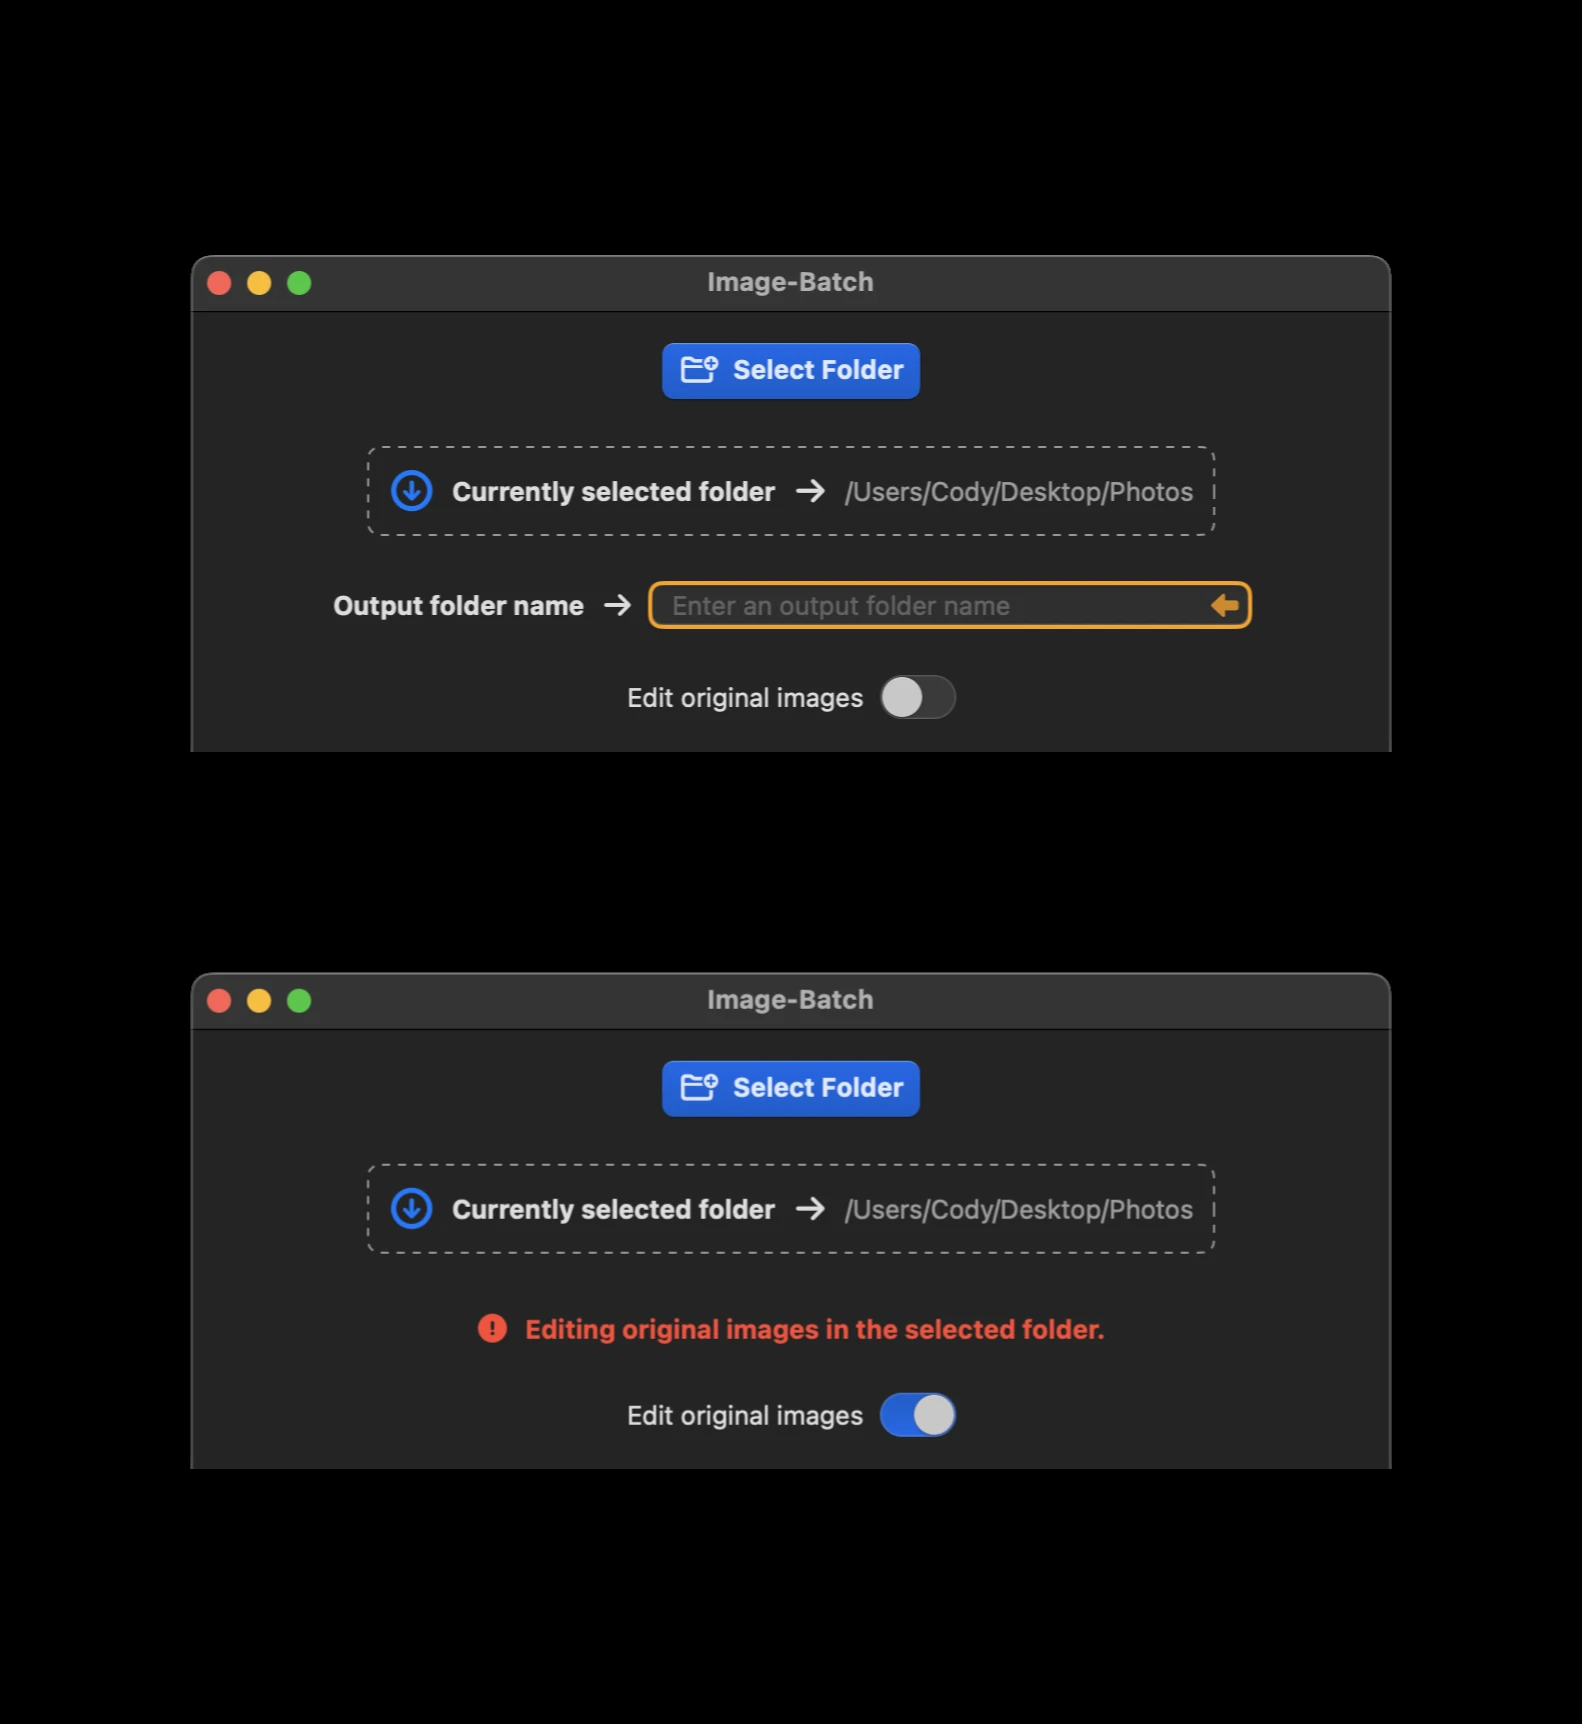 Image-Batch
Select Folder
Currently selected folder → /Users/Cody/Desktop/Photos
Output folder name → Enter an output folder name
Edit original images
Image-Batch
Select Folder
Currently selected folder → /Users/Cody/Desktop/Photos
Editing original images in the selected folder.
Edit original images